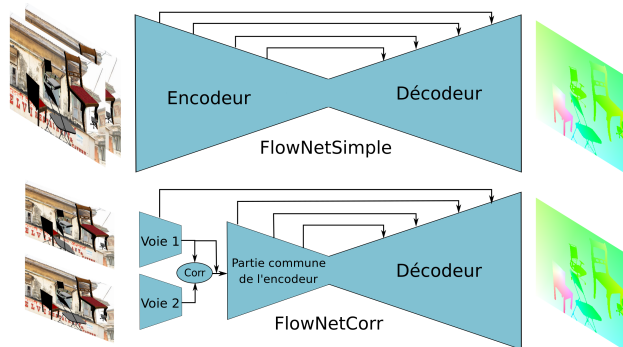 Encodeur
Décodeur
FlowNetSimple
Voie 1
Corr
Voie 2
Partie commune
de l'encodeur
Décodeur
FlowNetCorr